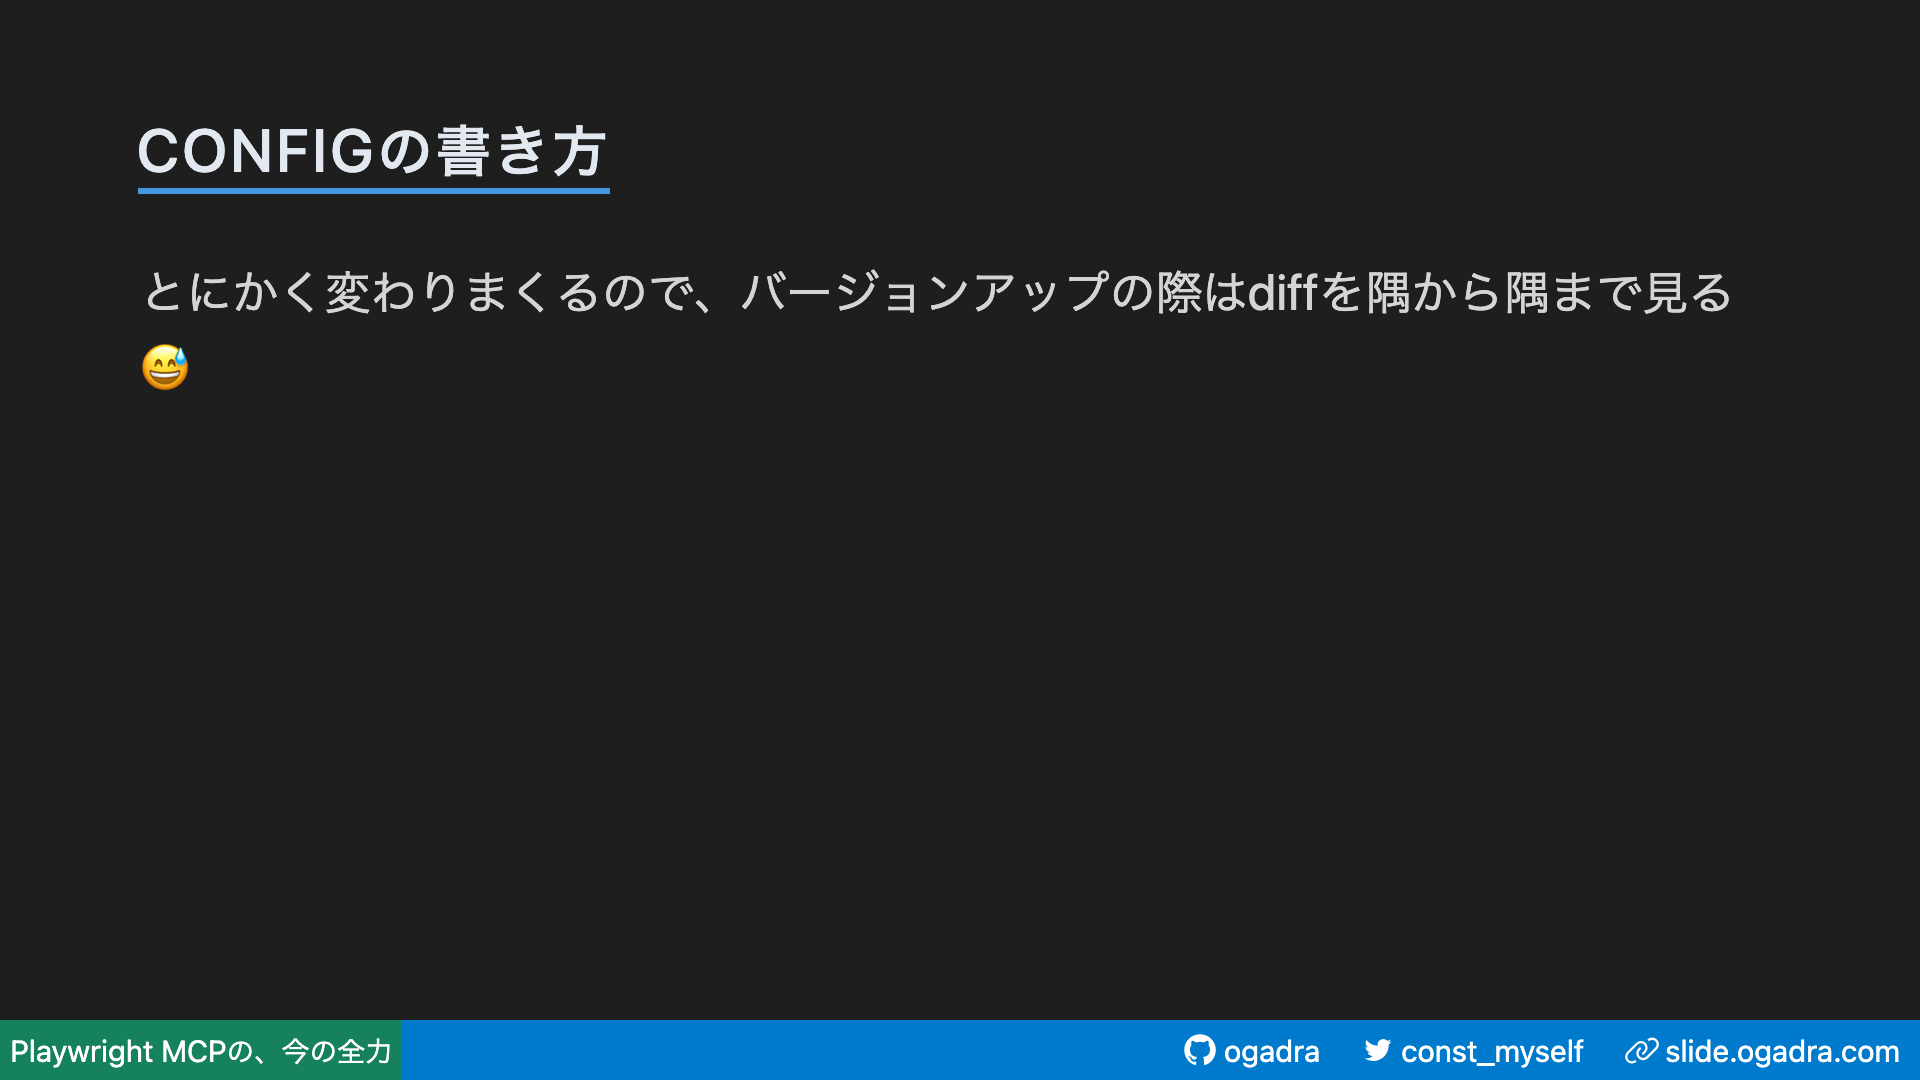 CONFIGの書き方
とにかく変わりまくるので、バージョンアップの際はdiffを隅から隅まで見る
😅
Playwright MCPの、今の全力
ogadra
const_myself
slide.ogadra.com